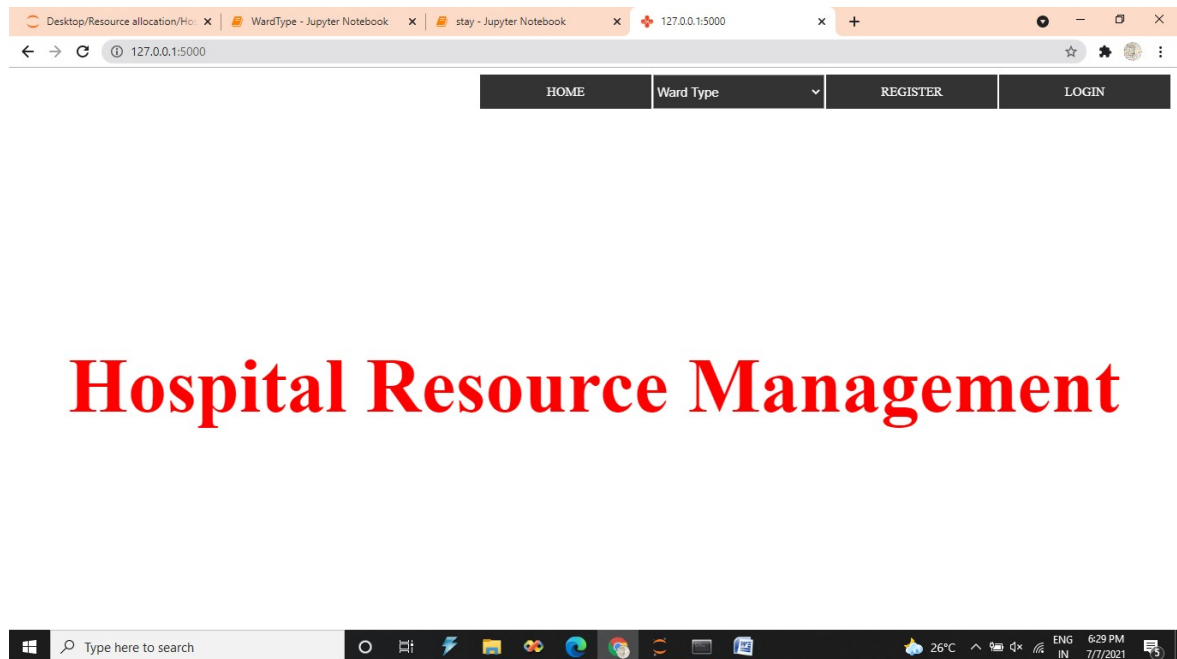 Desktop/Resource allocation/Ho
WardType - Jupyter Notebook
stay - Jupyter Notebook
127.0.0.1:5000
127.0.0.1:5000
HOME
Ward Type
REGISTER
LOGIN
Hospital Resource Management
Type here to search
26°C
ENG
IN
6:29 PM
7/7/2021
5